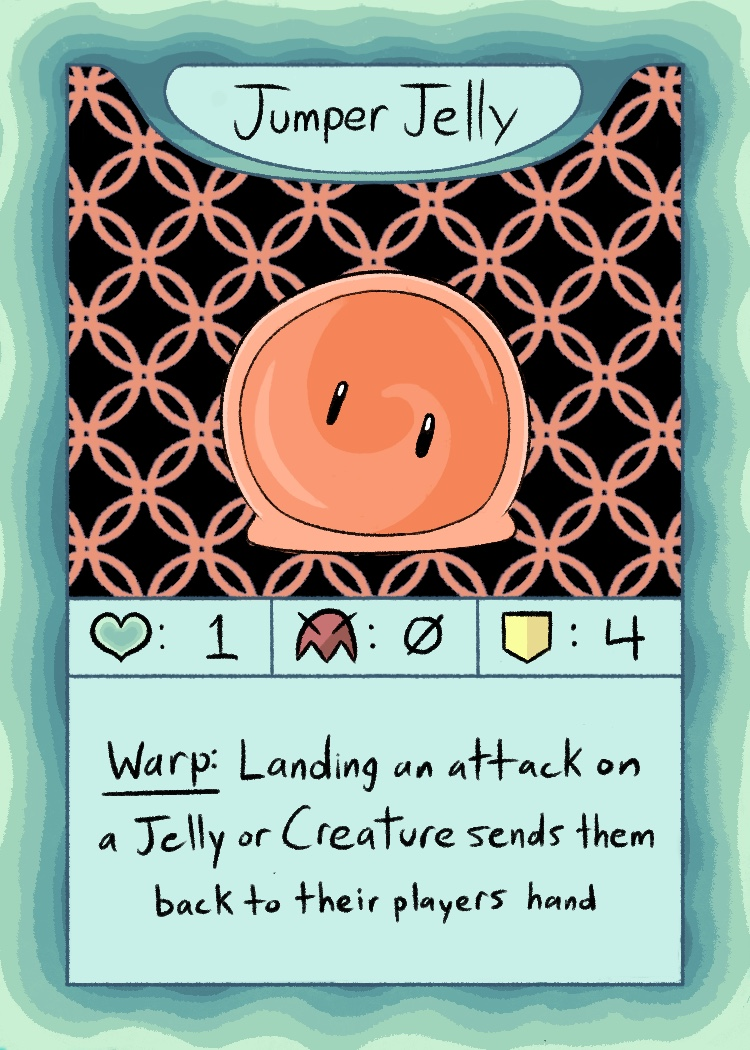 Jumper Jelly
: 1 : 0 : 4
Warp: Landing an attack on
a Jelly or Creature sends them
back to their players hand